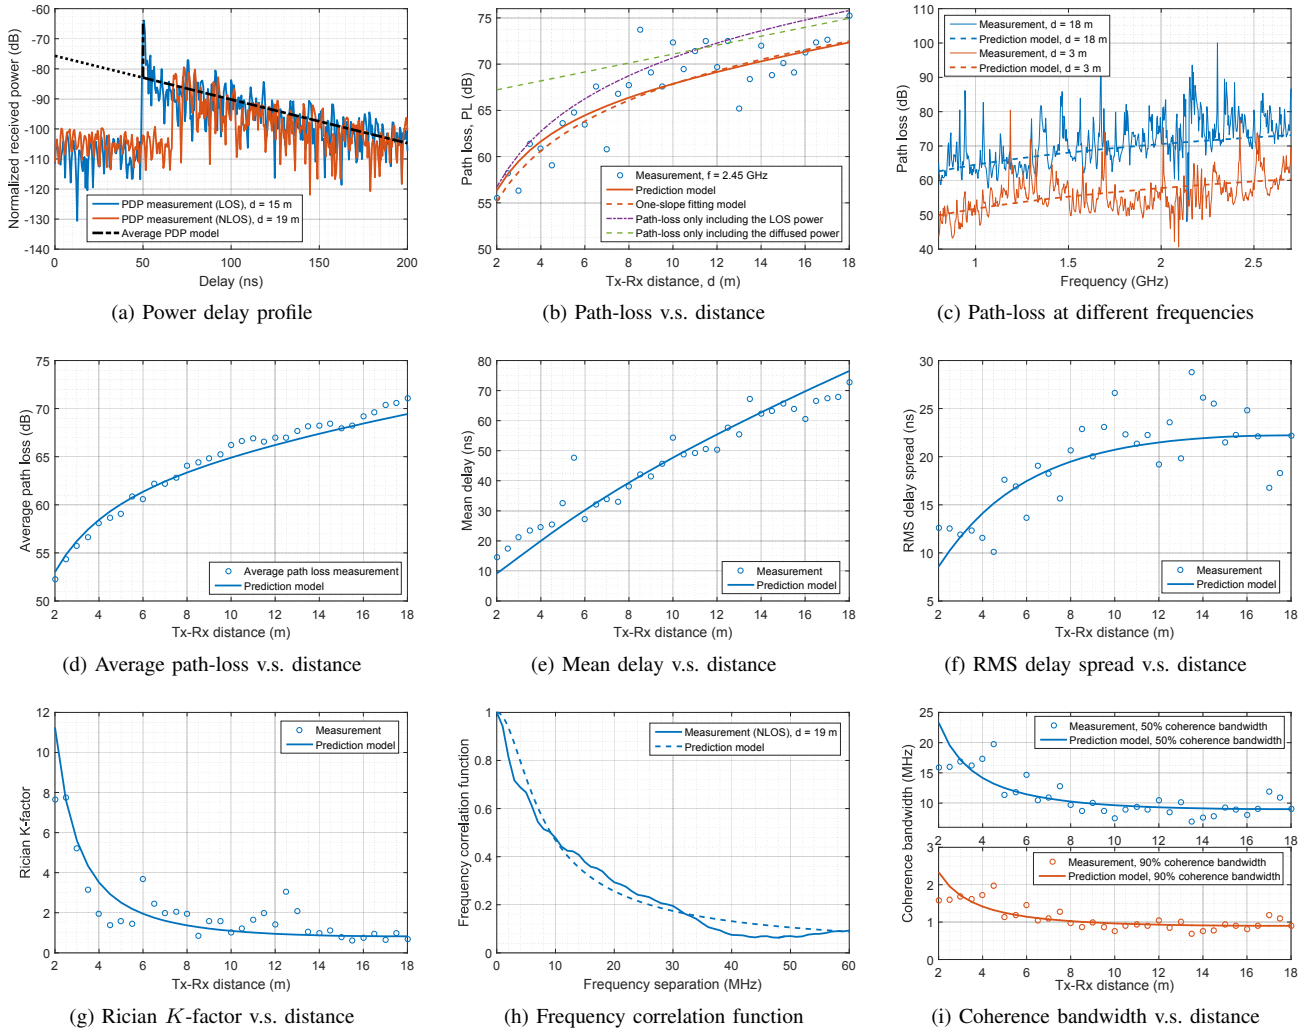 -60
-70
-80
-90
-100
-110
-120
-130
-140
Normalized received power (dB)
PDP measurement (LOS), d = 15 m
PDP measurement (NLOS), d = 19 m
Average PDP model
0 50 100 150 200
Delay (ns)
(a) Power delay profile
75
70
65
60
55
50
Path loss, PL (dB)
Measurement, f = 2.45 GHz
Prediction model
One-slope fitting model
Path-loss only including the LOS power
Path-loss only including the diffused power
2 4 6 8 10 12 14 16 18
Tx-Rx distance, d (m)
(b) Path-loss v.s. distance
110
100
90
80
70
60
50
40
Path loss (dB)
Measurement, d = 18 m
Prediction model, d = 18 m
Measurement, d = 3 m
Prediction model, d = 3 m
1 1.5 2 2.5
Frequency (GHz)
(c) Path-loss at different frequencies
75
70
65
60
55
50
Average path loss (dB)
Average path loss measurement
Prediction model
2 4 6 8 10 12 14 16 18
Tx-Rx distance (m)
(d) Average path-loss v.s. distance
80
70
60
50
40
30
20
10
0
Mean delay (ns)
Measurement
Prediction model
2 4 6 8 10 12 14 16 18
Tx-Rx distance (m)
(e) Mean delay v.s. distance
30
25
20
15
10
5
RMS delay spread (ns)
Measurement
Prediction model
2 4 6 8 10 12 14 16 18
Tx-Rx distance (m)
(f) RMS delay spread v.s. distance
12
10
8
6
4
2
0
Rician K-factor
Measurement
Prediction model
2 4 6 8 10 12 14 16 18
Tx-Rx distance (m)
(g) Rician K-factor v.s. distance
1
0.8
0.6
0.4
0.2
0
Frequency correlation function
Measurement (NLOS), d = 19 m
Prediction model
0 10 20 30 40 50 60
Frequency separation (MHz)
(h) Frequency correlation function
25
20
15
10
Coherence bandwidth (MHz)
Measurement, 50% coherence bandwidth
Prediction model, 50% coherence bandwidth
2 4 6 8 10 12 14 16 18
3
2
1
0
Measurement, 90% coherence bandwidth
Prediction model, 90% coherence bandwidth
2 4 6 8 10 12 14 16 18
Tx-Rx distance (m)
(i) Coherence bandwidth v.s. distance